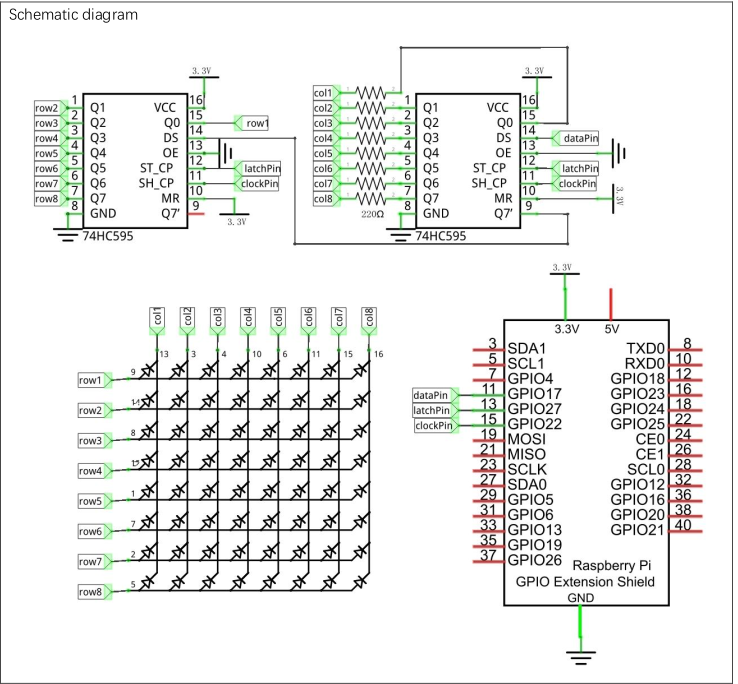 Schematic diagram
3.3V
3.3V
row2 1 Q1 VCC 16
row3 2 Q2 Q0 15 row1
row4 3 Q3 DS 14
row5 4 Q4 OE 13
row6 5 Q5 ST_CP 12 latchPin
row7 6 Q6 SH_CP 11 clockPin
row8 7 Q7 MR 10
8 GND Q7' 9
3.3V
74HC595
col1
col2 1 Q1 VCC 16
col3 2 Q2 Q0 15
col4 3 Q3 DS 14 dataPin
col5 4 Q4 OE 13
col6 5 Q5 ST_CP 12 latchPin
col7 6 Q6 SH_CP 11 clockPin
col8 7 Q7 MR 10
220Ω 8 GND Q7' 9
3.3V
74HC595
col1 col2 col3 col4 col5 col6 col7 col8
13 3 4 10 6 11 15 16
row1 9
row2 14
row3 8
row4 12
row5 1
row6 7
row7 2
row8 5
3.3V
3.3V 5V
3 SDA1 TXD0 8
5 SCL1 RXD0 10
7 GPIO4 GPIO18 12
dataPin 11 GPIO17 GPIO23 16
latchPin 13 GPIO27 GPIO24 18
clockPin 15 GPIO22 GPIO25 22
19 MOSI CE0 24
21 MISO CE1 26
23 SCLK SCL0 28
27 SDA0 GPIO12 32
29 GPIO5 GPIO16 36
31 GPIO6 GPIO20 38
33 GPIO13 GPIO21 40
35 GPIO19
37 GPIO26
Raspberry Pi
GPIO Extension Shield
GND